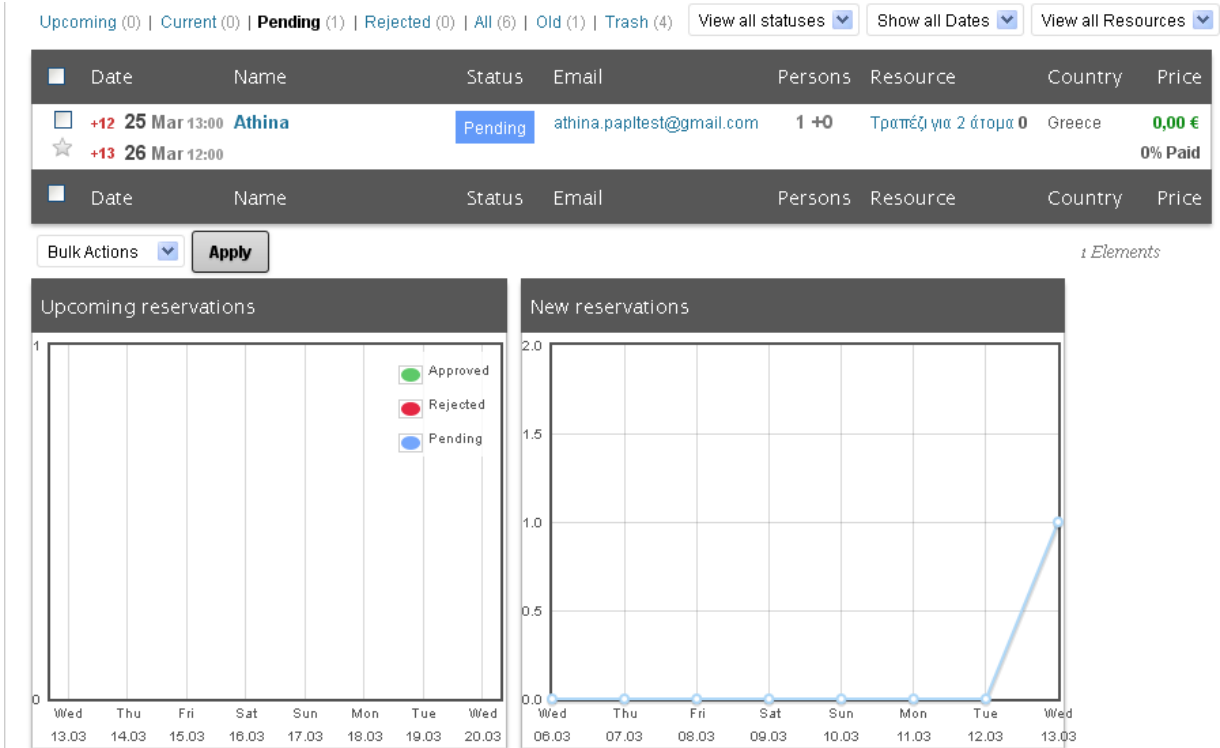 Upcoming (0) | Current (0) | Pending (1) | Rejected (0) | All (6) | Old (1) | Trash (4) View all statuses Show all Dates View all Resources
Date Name Status Email Persons Resource Country Price
+12 25 Mar 13:00 Athina Pending athina.papltest@gmail.com 1 +0 Τραπέζι για 2 άτομα 0 Greece 0,00 €
+13 26 Mar 12:00 0% Paid
Date Name Status Email Persons Resource Country Price
Bulk Actions Apply 1 Elements
Upcoming reservations New reservations
1 2.0
Approved
Rejected
Pending
1.5
1.0
0.5
0 0.0
Wed Thu Fri Sat Sun Mon Tue Wed Wed Thu Fri Sat Sun Mon Tue Wed
13.03 14.03 15.03 16.03 17.03 18.03 19.03 20.03 06.03 07.03 08.03 09.03 10.03 11.03 12.03 13.03